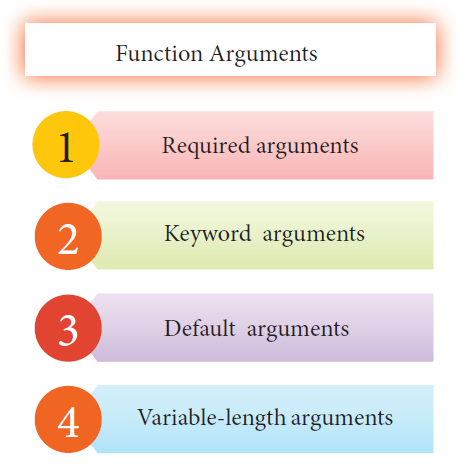 Function Arguments
1 Required arguments
2 Keyword arguments
3 Default arguments
4 Variable-length arguments